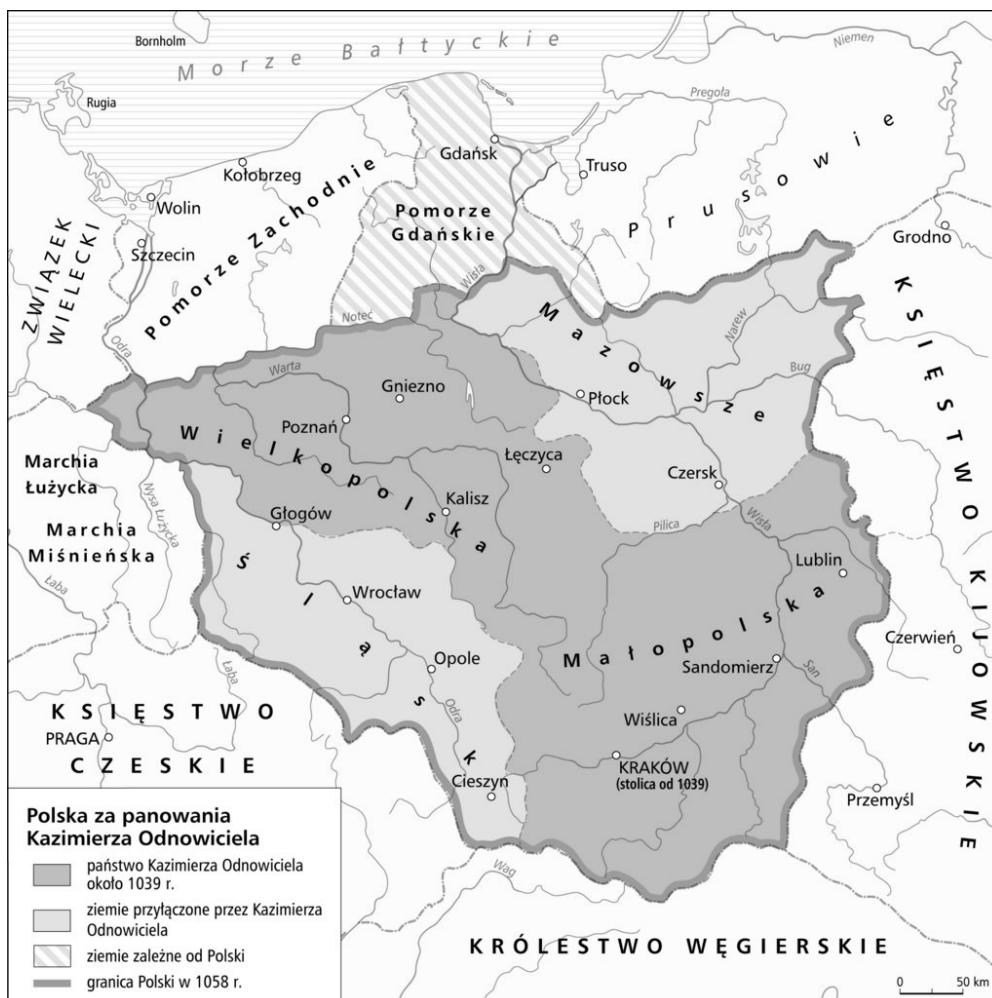 Bornholm
Morze Bałtyckie
Niemen
Rugia
Pregoła
Gdańsk
Truso
Kołobrzeg
Prusowie
Wolin
Pomorze Zachodnie
Pomorze
Gdańskie
Grodno
Szczecin
ZWIĄZEK
WIELECKI
Wisła
Notec
Odra
Mazowsze
Narew
Bug
Warta
Gniezno
Płock
Poznań
Wielkopolska
Łęczyca
KSIĘSTWO KIJOWSKIE
Marchia
Łużycka
Czersk
Nysa Łużycka
Kalisz
Głogów
Pilica
Wisła
Marchia
Miśnieńska
Łaba
Śląsk
Lublin
Wrocław
Małopolska
Czerwień
Opole
Sandomierz
San
Łaba
Odra
KSIĘSTWO
Wiślica
PRAGA
CZESKIE
KRAKÓW
(stolica od 1039)
Cieszyn
Przemyśl
Wag
KRÓLESTWO WĘGIERSKIE
Polska za panowania
Kazimierza Odnowiciela
państwo Kazimierza Odnowiciela
około 1039 r.
ziemie przyłączone przez Kazimierza
Odnowiciela
ziemie zależne od Polski
granica Polski w 1058 r.
0 50 km